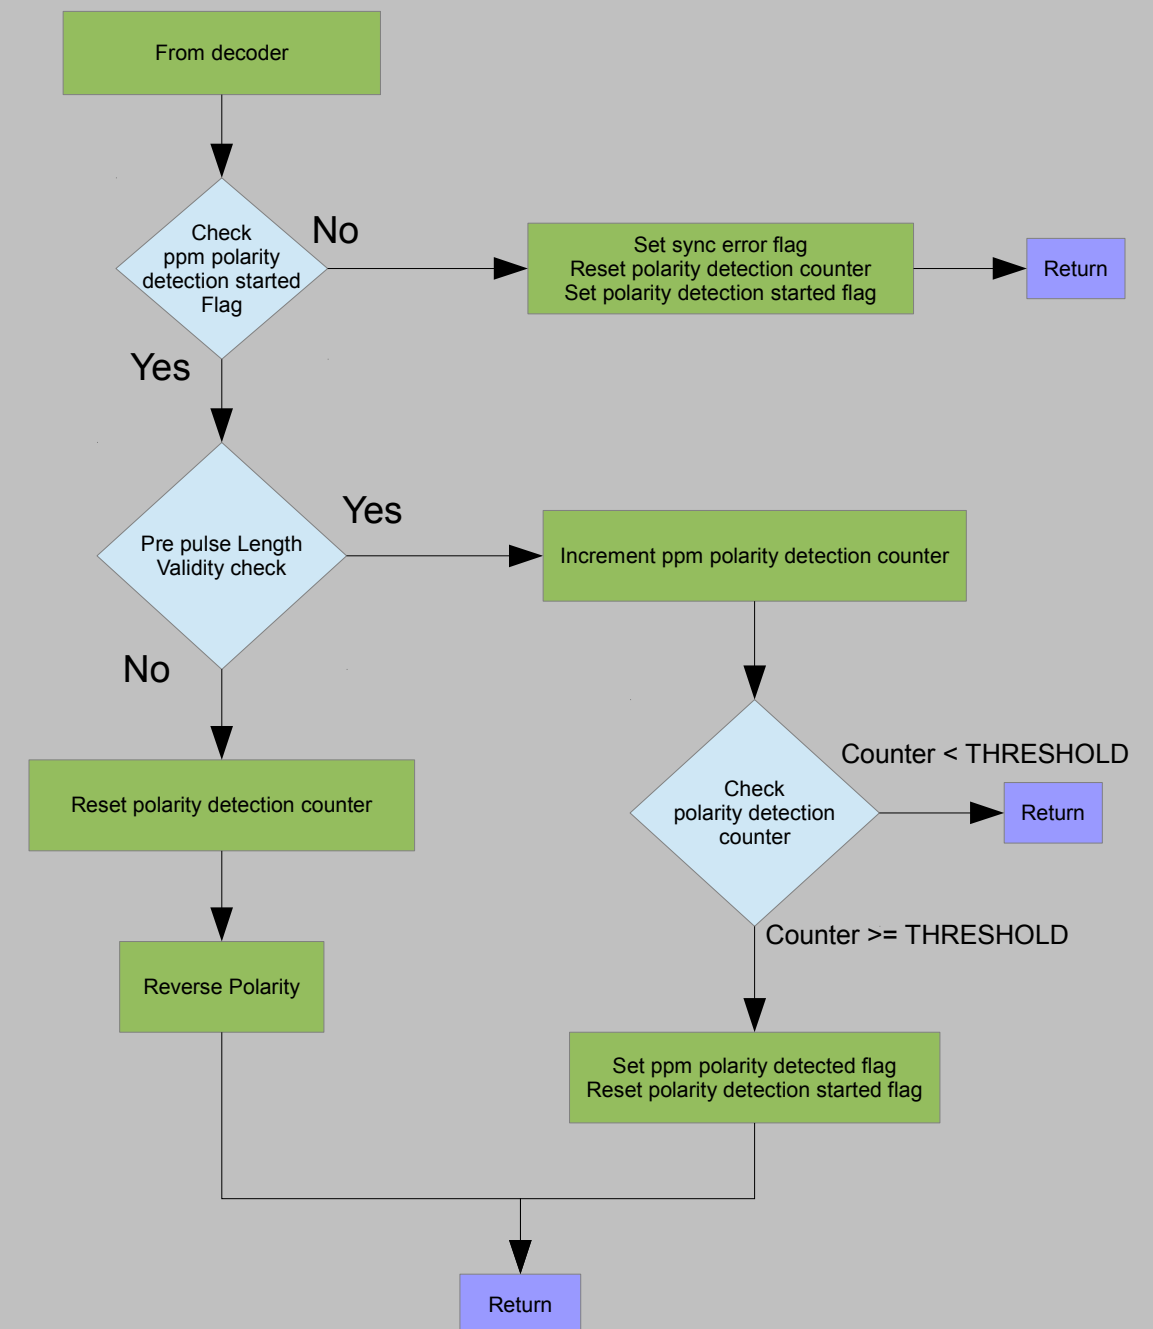 From decoder
Check
ppm polarity
detection started
Flag
No
Set sync error flag
Reset polarity detection counter
Set polarity detection started flag
Return
Yes
Pre pulse Length
Validity check
Yes
Increment ppm polarity detection counter
No
Reset polarity detection counter
Check
polarity detection
counter
Counter < THRESHOLD
Return
Counter >= THRESHOLD
Reverse Polarity
Set ppm polarity detected flag
Reset polarity detection started flag
Return